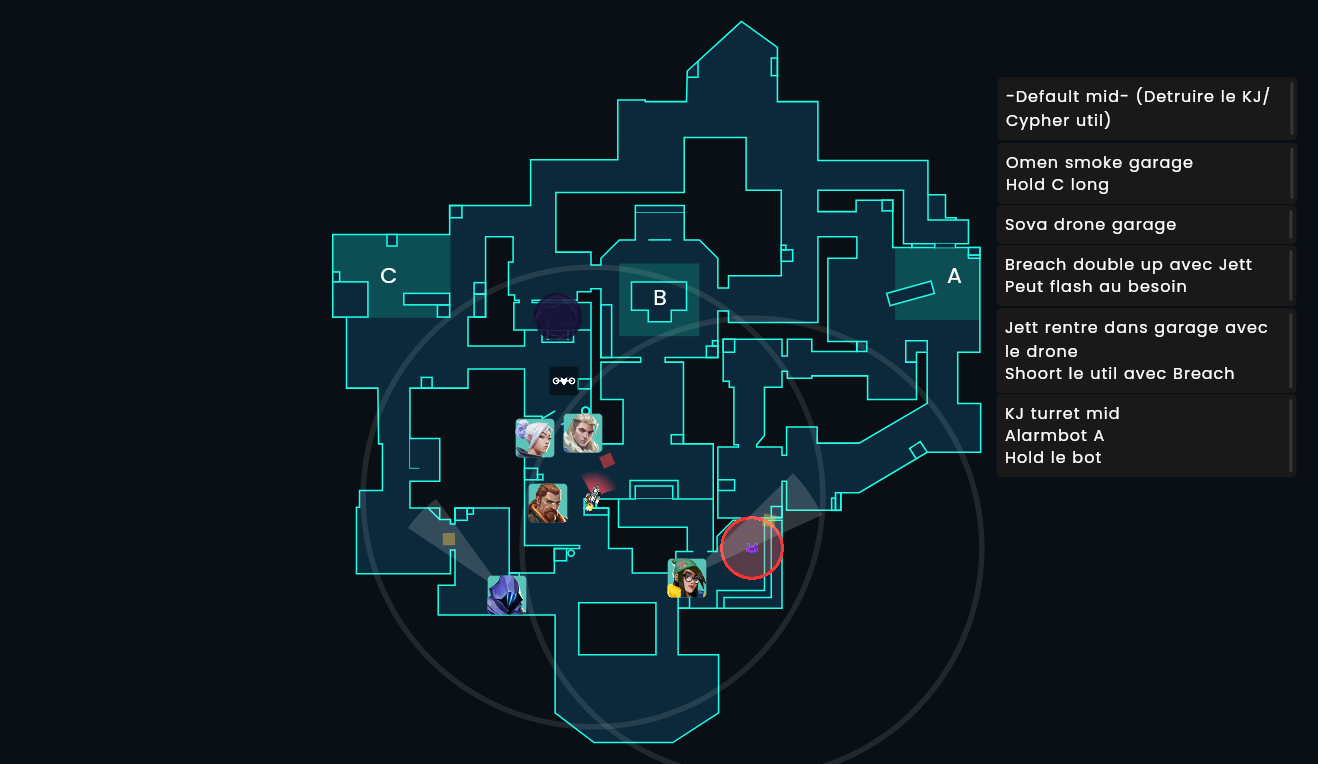 -Default mid- (Detruire le KJ/
Cypher util)
Omen smoke garage
Hold C long
Sova drone garage
Breach double up avec Jett
Peut flash au besoin
Jett rentre dans garage avec
le drone
Shoort le util avec Breach
KJ turret mid
Alarmbot A
Hold le bot
C
B
A